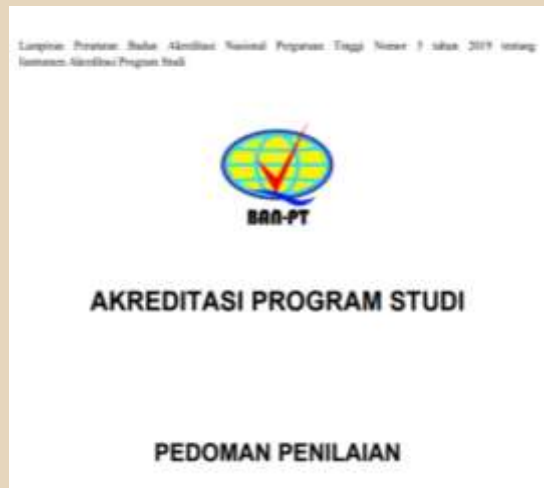 Lampiran Peraturan Badan Akreditasi Nasional Perguruan Tinggi Nomor 5 tahun 2019 tentang
Instrumen Akreditasi Program Studi
BAN-PT
AKREDITASI PROGRAM STUDI
PEDOMAN PENILAIAN